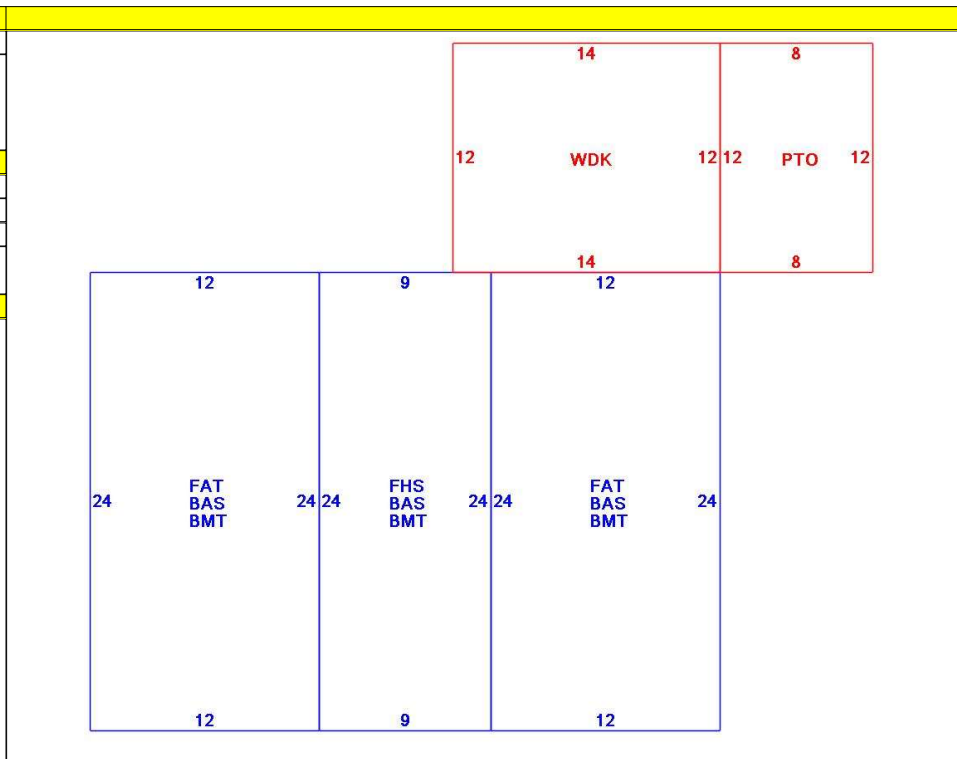 14 8
12 WDK 12 12 PTO 12
14 8
12 9 12
FAT FHS FAT
24 BAS 24 24 BAS 24 24 BAS 24
BMT BMT BMT
12 9 12